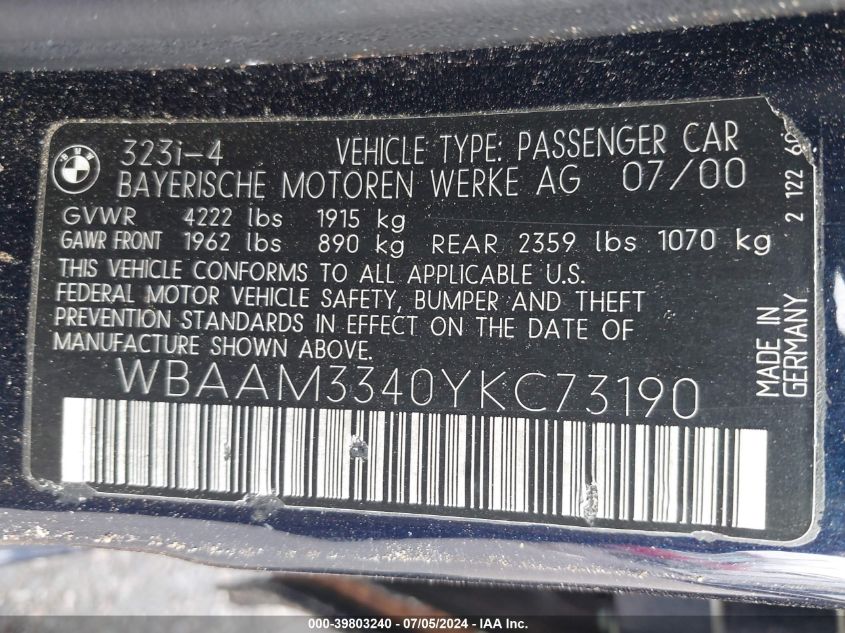 BMW
323i-4 VEHICLE TYPE: PASSENGER CAR
BAYERISCHE MOTOREN WERKE AG 07/00
GVWR 4222 lbs 1915 kg
GAWR FRONT 1962 lbs 890 kg REAR 2359 lbs 1070 kg
THIS VEHICLE CONFORMS TO ALL APPLICABLE U.S.
FEDERAL MOTOR VEHICLE SAFETY, BUMPER AND THEFT
PREVENTION STANDARDS IN EFFECT ON THE DATE OF
MANUFACTURE SHOWN ABOVE.
WBAAM3340YKC73190
MADE IN
GERMANY
2 122
000-39803240 - 07/05/2024 - IAA Inc.